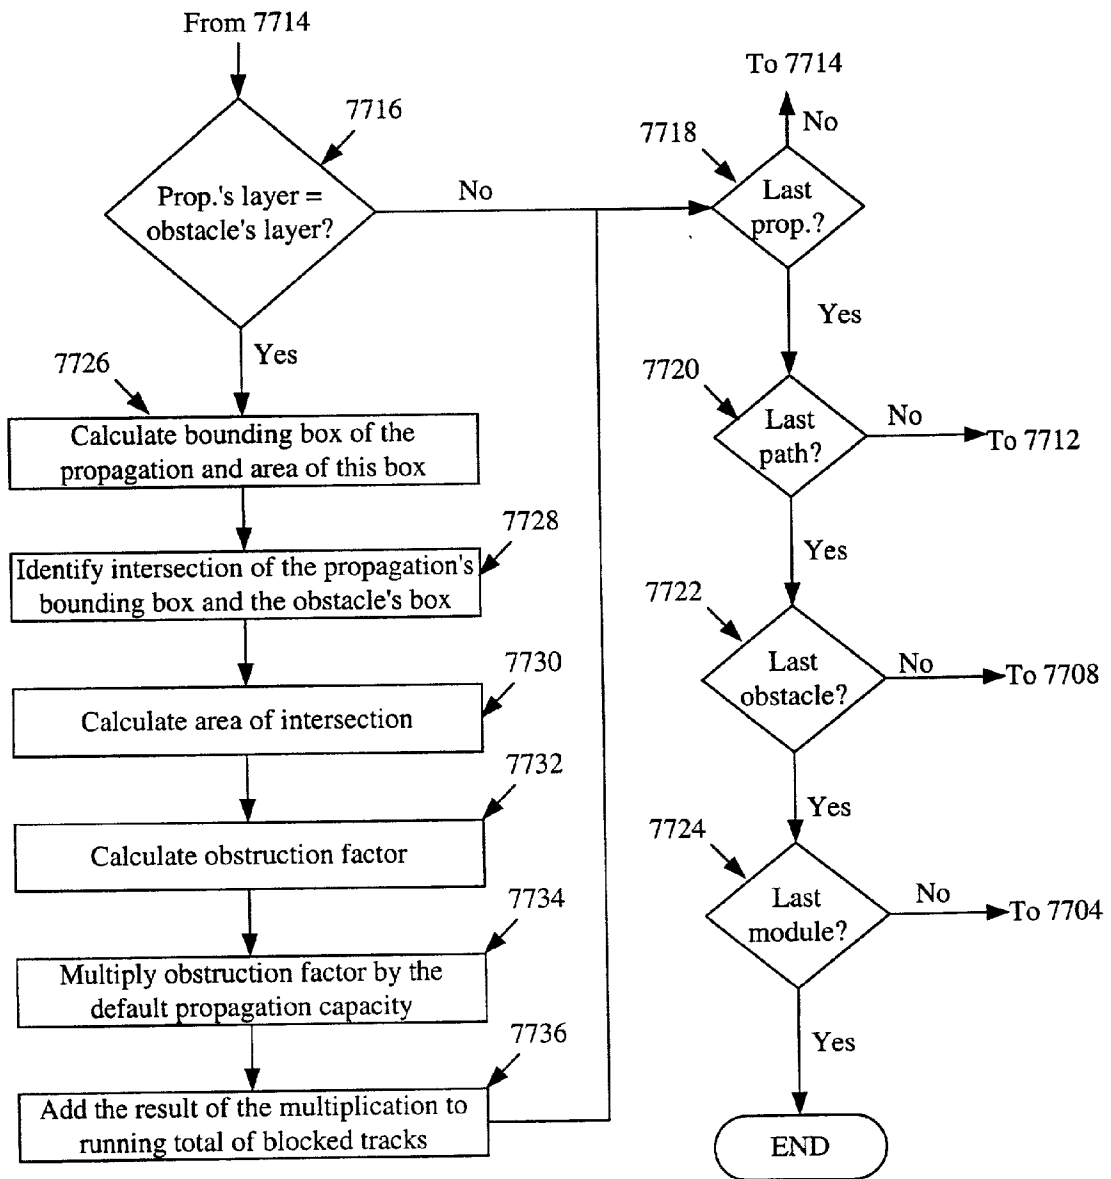 From 7714
7716
Prop.'s layer =
obstacle's layer?
No
Yes
7726
Calculate bounding box of the
propagation and area of this box
7728
Identify intersection of the propagation's
bounding box and the obstacle's box
7730
Calculate area of intersection
7732
Calculate obstruction factor
7734
Multiply obstruction factor by the
default propagation capacity
7736
Add the result of the multiplication to
running total of blocked tracks
To 7714
No
7718
Last
prop.?
Yes
7720
Last
path?
No
To 7712
Yes
7722
Last
obstacle?
No
To 7708
Yes
7724
Last
module?
No
To 7704
Yes
END